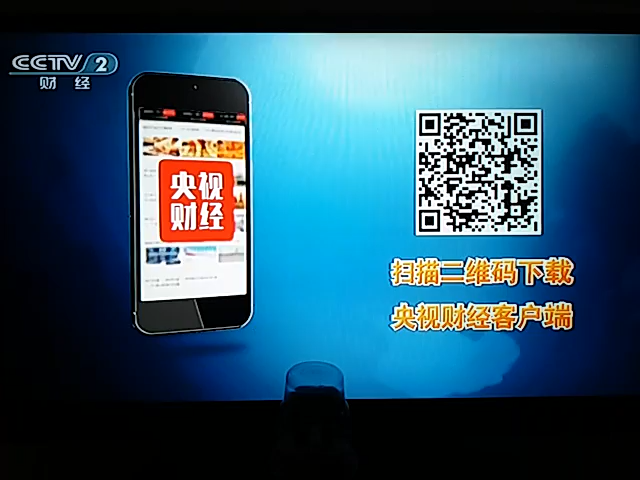 CCTV 2
财 经
央视
财经
扫描二维码下载
央视财经客户端